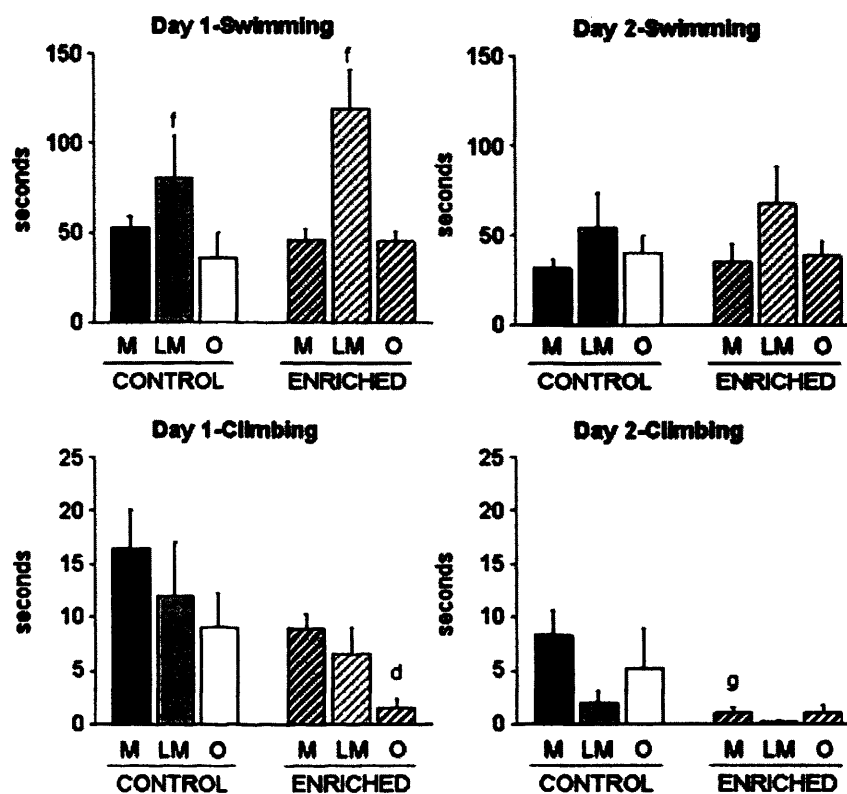 Day 1-Swimming
150
100
50
0
seconds
f
f
M LM O
M LM O
CONTROL
ENRICHED
Day 2-Swimming
150
100
50
0
seconds
M LM O
M LM O
CONTROL
ENRICHED
Day 1-Climbing
25
20
15
10
5
0
seconds
d
M LM O
M LM O
CONTROL
ENRICHED
Day 2-Climbing
25
20
15
10
5
0
seconds
g
M LM O
M LM O
CONTROL
ENRICHED